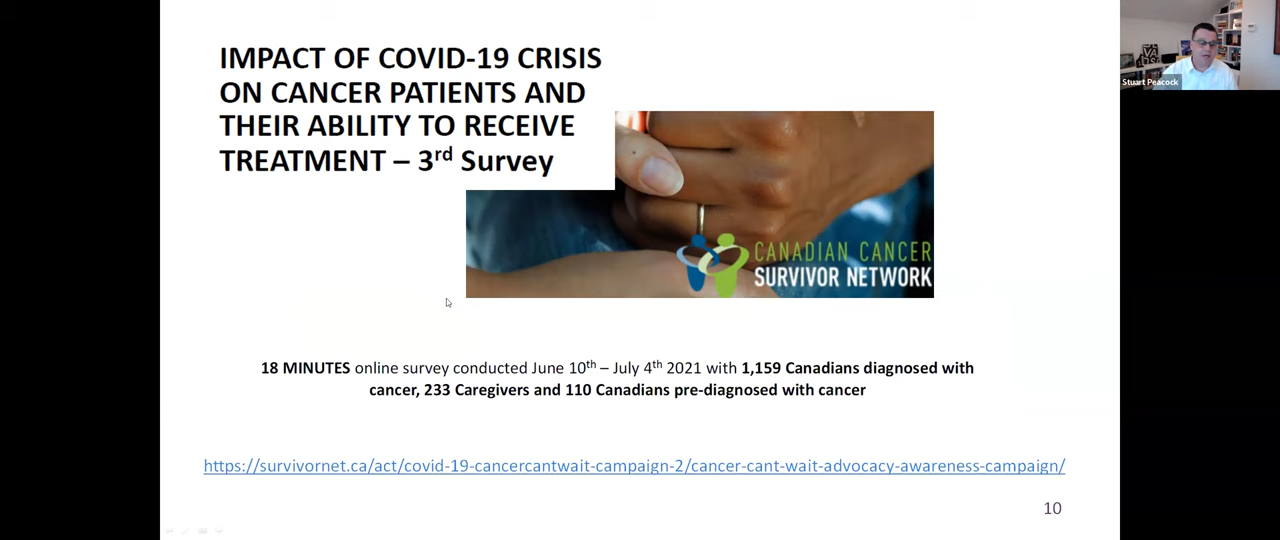 IMPACT OF COVID-19 CRISIS
ON CANCER PATIENTS AND
THEIR ABILITY TO RECEIVE
TREATMENT – 3rd Survey
CANADIAN CANCER
SURVIVOR NETWORK
18 MINUTES online survey conducted June 10th – July 4th 2021 with 1,159 Canadians diagnosed with
cancer, 233 Caregivers and 110 Canadians pre-diagnosed with cancer
https://survivornet.ca/act/covid-19-cancercantwait-campaign-2/cancer-cant-wait-advocacy-awareness-campaign/
10
Stuart Peacock